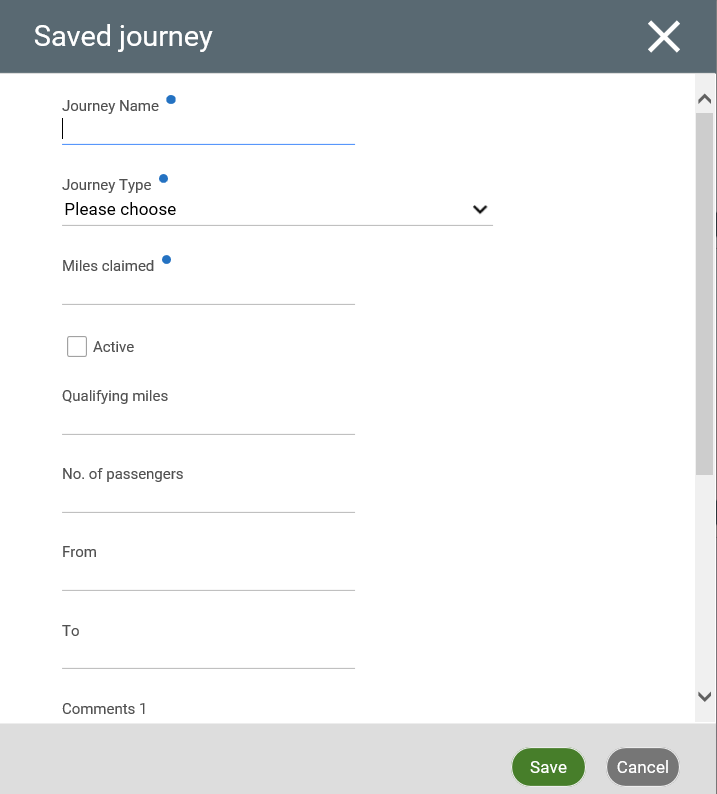 Saved journey
Journey Name
Journey Type
Please choose
Miles claimed
Active
Qualifying miles
No. of passengers
From
To
Comments 1
Save Cancel